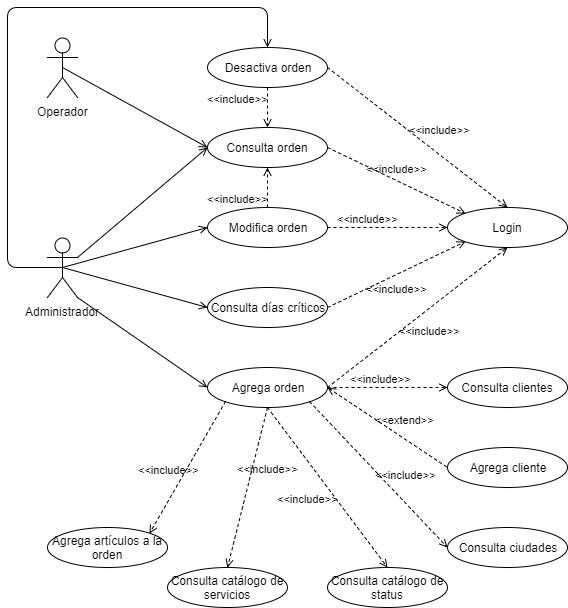 Desactiva orden
Operador
<<include>>
<<include>>
Consulta orden
<<include>>
<<include>>
Modifica orden
<<include>>
Login
Administrador
<<include>>
Consulta días críticos
<<include>>
Agrega orden
<<include>>
Consulta clientes
<<extend>>
Agrega cliente
<<include>>
<<include>>
<<include>>
<<include>>
Agrega artículos a la
orden
Consulta ciudades
Consulta catálogo de
servicios
Consulta catálogo de
status